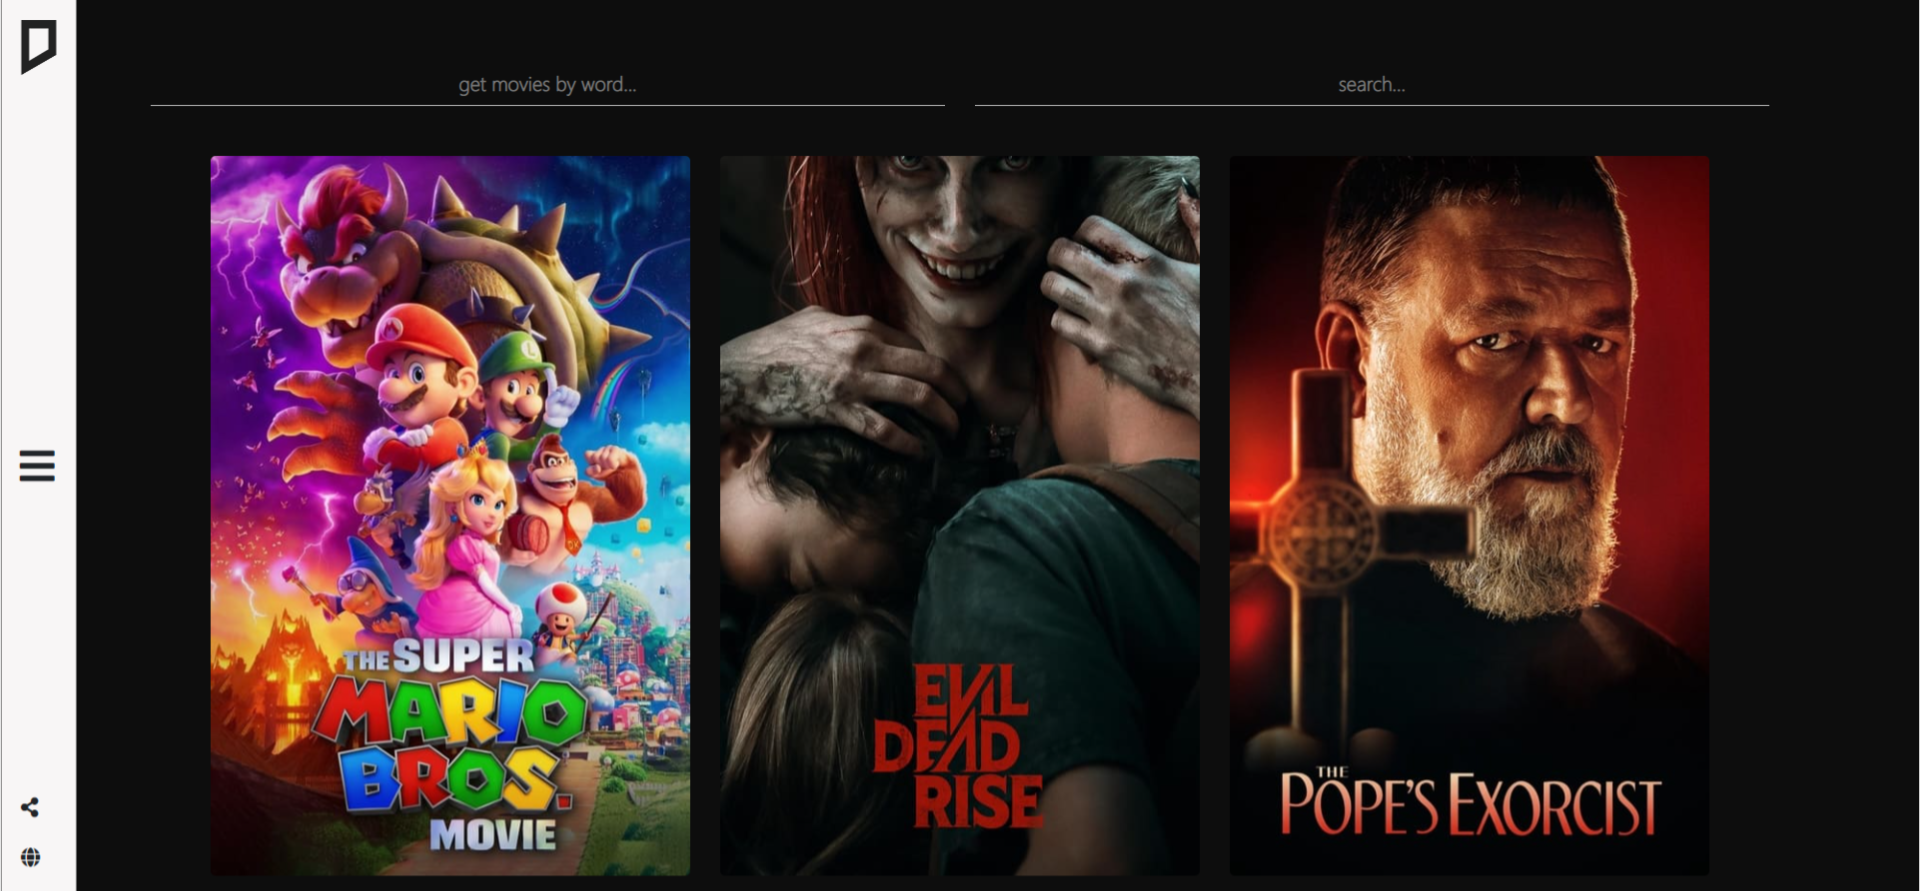 get movies by word...
search...
THE SUPER
MARIO
BROS.
MOVIE
EVIL
DEAD
RISE
THE
POPE'S EXORCIST